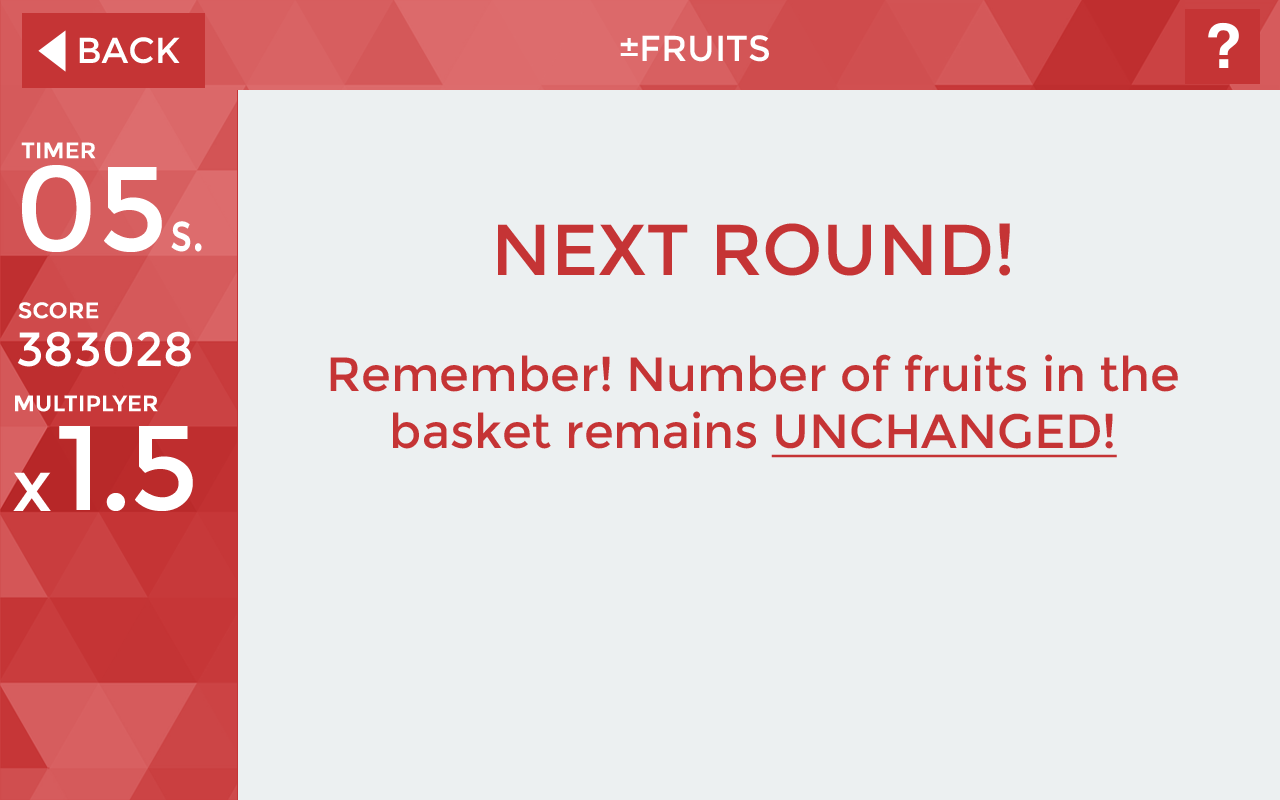 BACK
±FRUITS
?
TIMER
05 s.
SCORE
383028
MULTIPLYER
x1.5
NEXT ROUND!
Remember! Number of fruits in the
basket remains UNCHANGED!